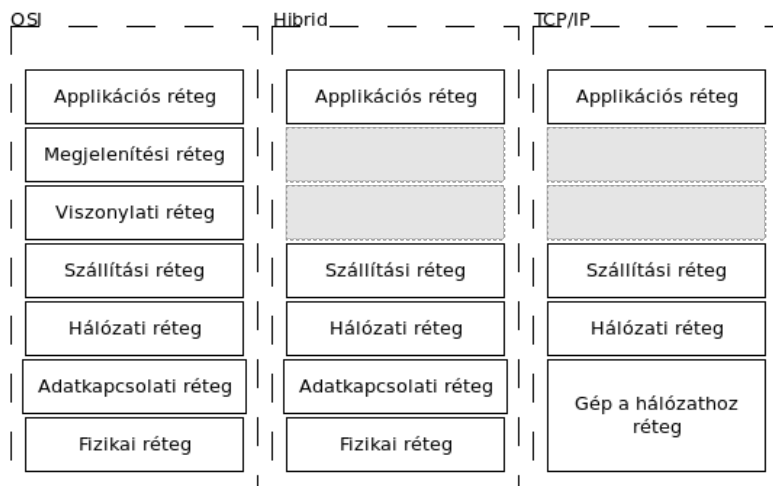 OSI
Applikációs réteg
Megjelenítési réteg
Viszonylati réteg
Szállítási réteg
Hálózati réteg
Adatkapcsolati réteg
Fizikai réteg
Hibrid
Applikációs réteg
Szállítási réteg
Hálózati réteg
Adatkapcsolati réteg
Fizikai réteg
TCP/IP
Applikációs réteg
Szállítási réteg
Hálózati réteg
Gép a hálózathoz
réteg